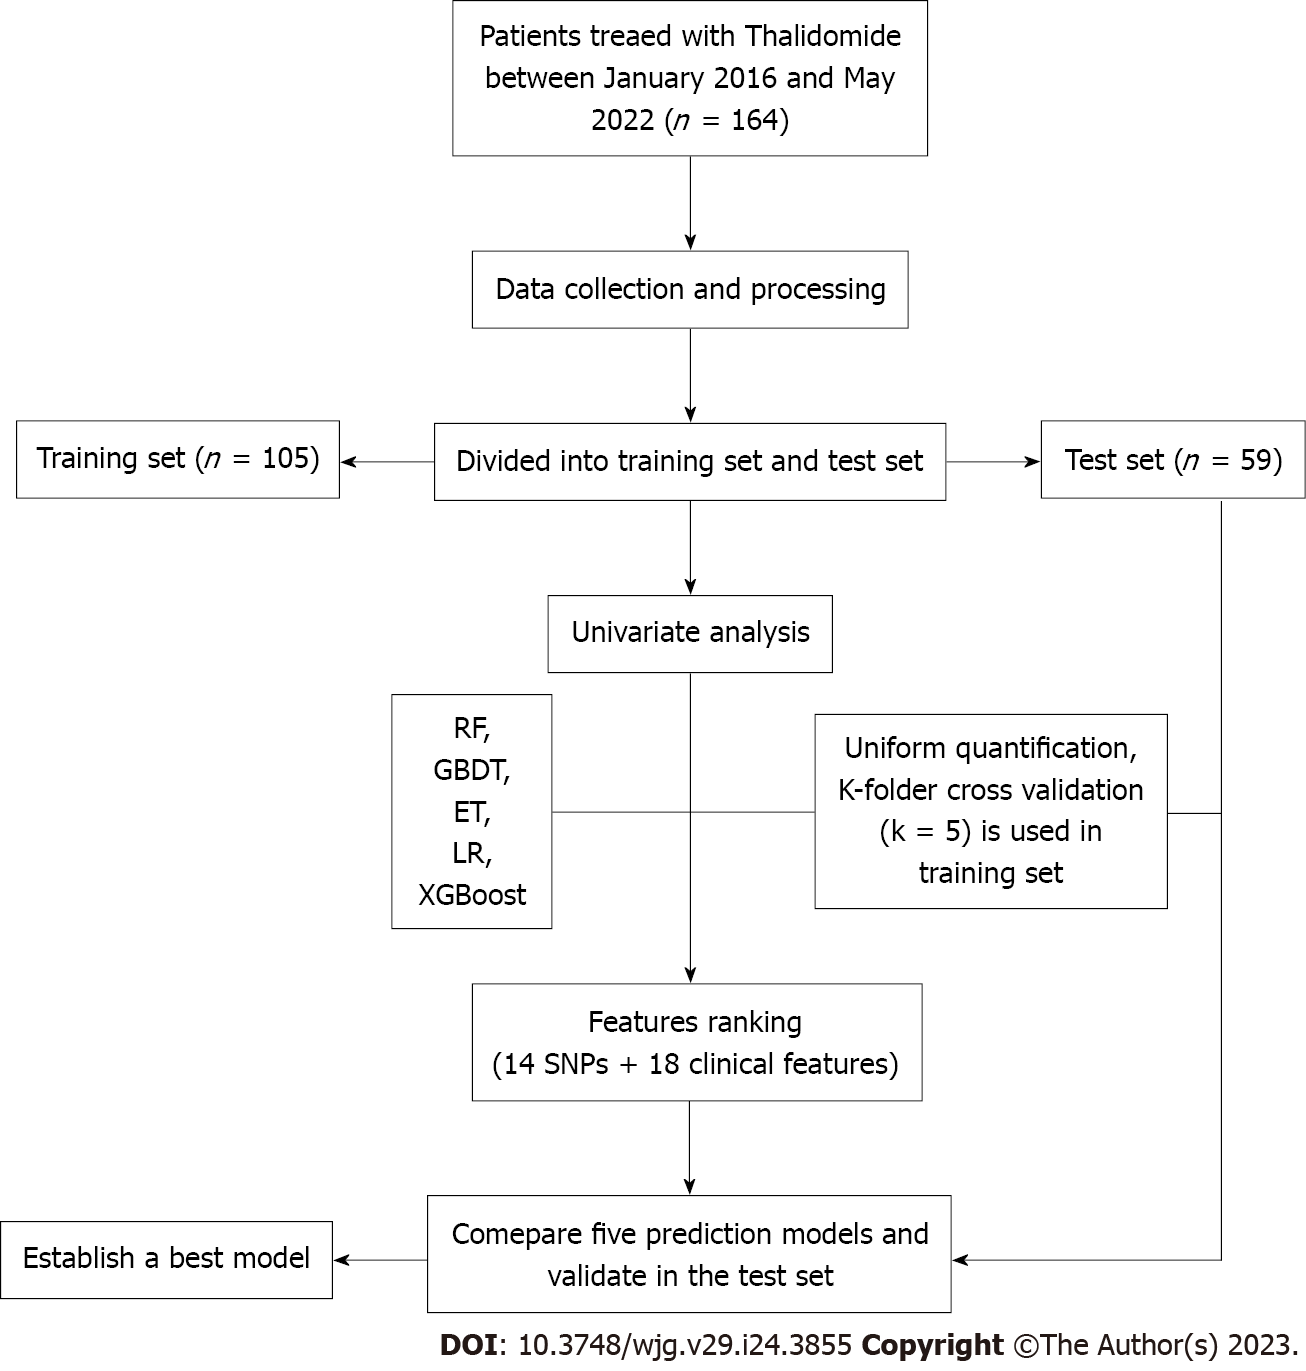 Patients treaed with Thalidomide
between January 2016 and May
2022 (n = 164)
Data collection and processing
Training set (n = 105)
Divided into training set and test set
Test set (n = 59)
Univariate analysis
RF,
GBDT,
ET,
LR,
XGBoost
Uniform quantification,
K-folder cross validation
(k = 5) is used in
training set
Features ranking
(14 SNPs + 18 clinical features)
Comepare five prediction models and
validate in the test set
Establish a best model
DOI: 10.3748/wjg.v29.i24.3855 Copyright ©The Author(s) 2023.